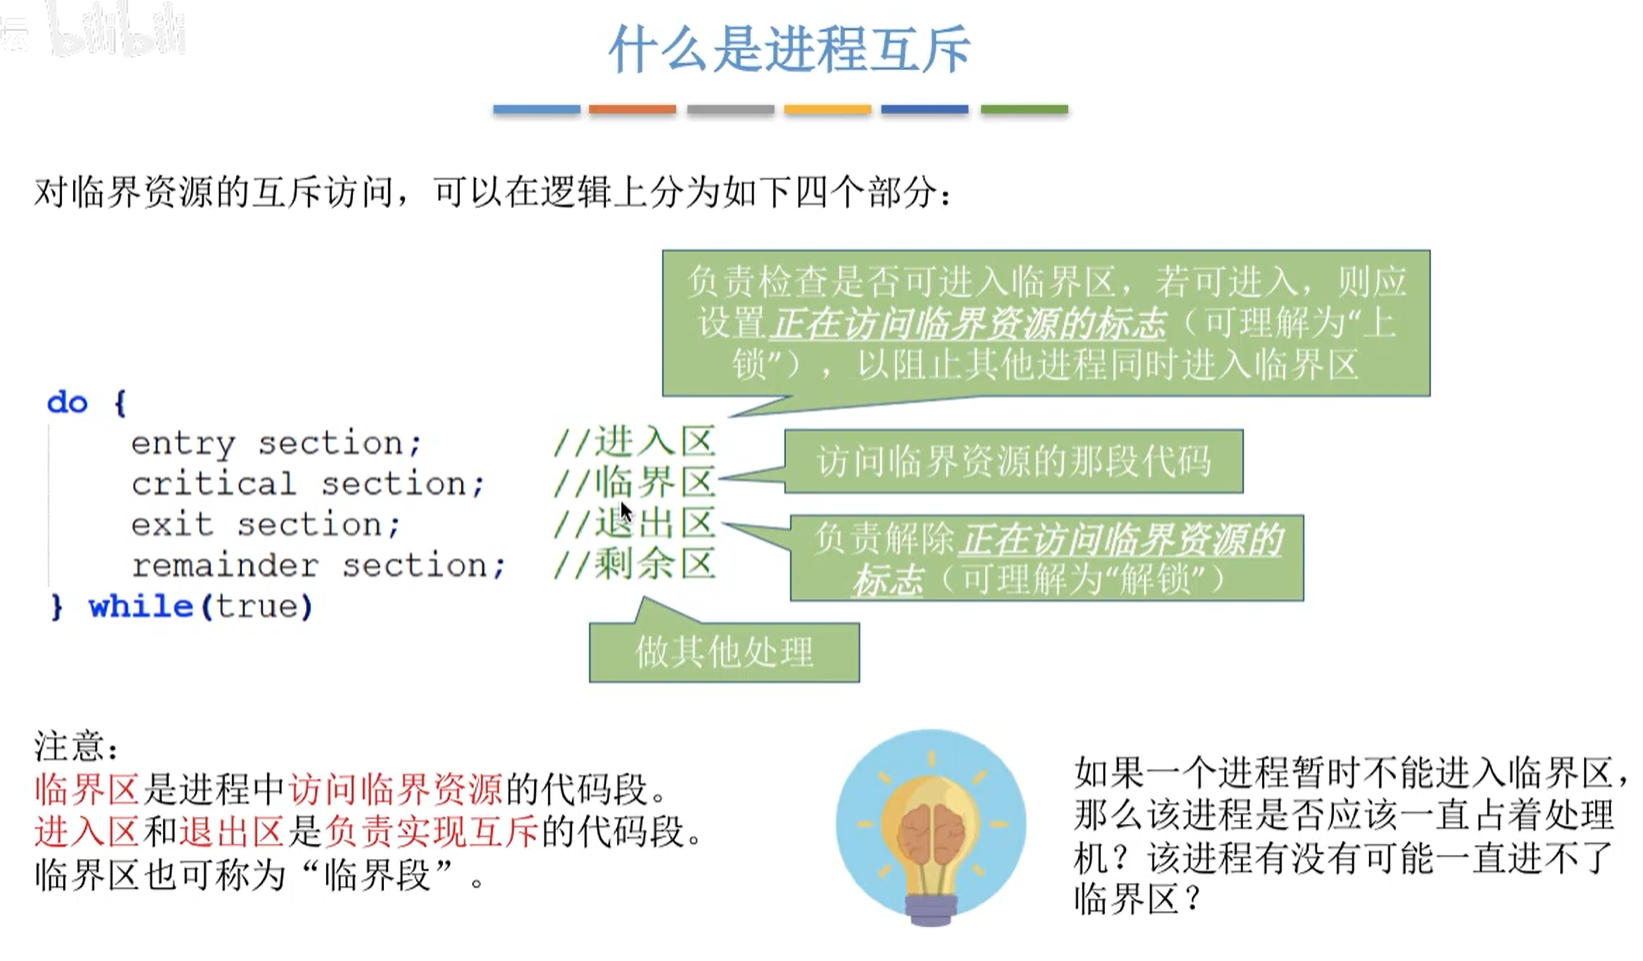 坛 bilibili
什么是进程互斥
对临界资源的互斥访问，可以在逻辑上分为如下四个部分：
负责检查是否可进入临界区，若可进入，则应
设置正在访问临界资源的标志（可理解为“上
锁”），以阻止其他进程同时进入临界区
do {
entry section; //进入区
访问临界资源的那段代码
critical section; //临界区
exit section; //退出区
负责解除正在访问临界资源的
标志（可理解为“解锁”）
remainder section; //剩余区
} while(true)
做其他处理
注意：
临界区是进程中访问临界资源的代码段。
进入区和退出区是负责实现互斥的代码段。
临界区也可称为“临界段”。
如果一个进程暂时不能进入临界区，
那么该进程是否应该一直占着处理
机？该进程有没有可能一直进不了
临界区？